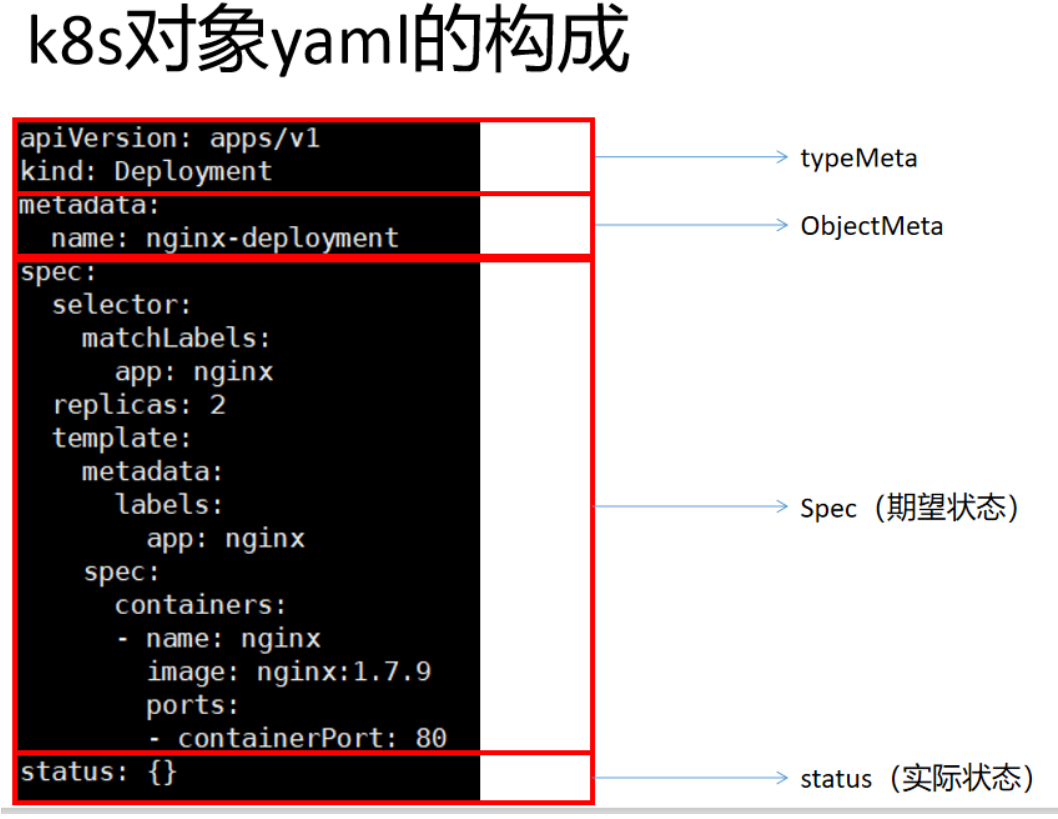 k8s对象yaml的构成
apiVersion: apps/v1
kind: Deployment
typeMeta
metadata:
  name: nginx-deployment
ObjectMeta
spec:
  selector:
    matchLabels:
      app: nginx
  replicas: 2
  template:
    metadata:
      labels:
        app: nginx
    spec:
      containers:
      - name: nginx
        image: nginx:1.7.9
        ports:
        - containerPort: 80
Spec（期望状态）
status: {}
status（实际状态）